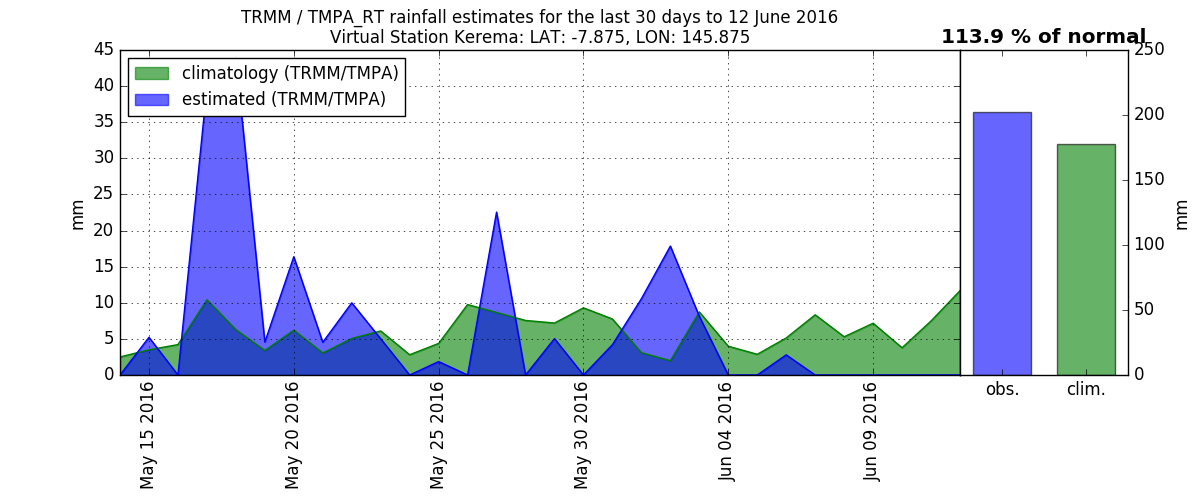 TRMM / TMPA_RT rainfall estimates for the last 30 days to 12 June 2016
Virtual Station Kerema: LAT: -7.875, LON: 145.875
113.9 % of normal
climatology (TRMM/TMPA)
estimated (TRMM/TMPA)
mm
45
40
35
30
25
20
15
10
5
0
May 15 2016
May 20 2016
May 25 2016
May 30 2016
Jun 04 2016
Jun 09 2016
250
200
150
100
50
0
mm
obs.
clim.